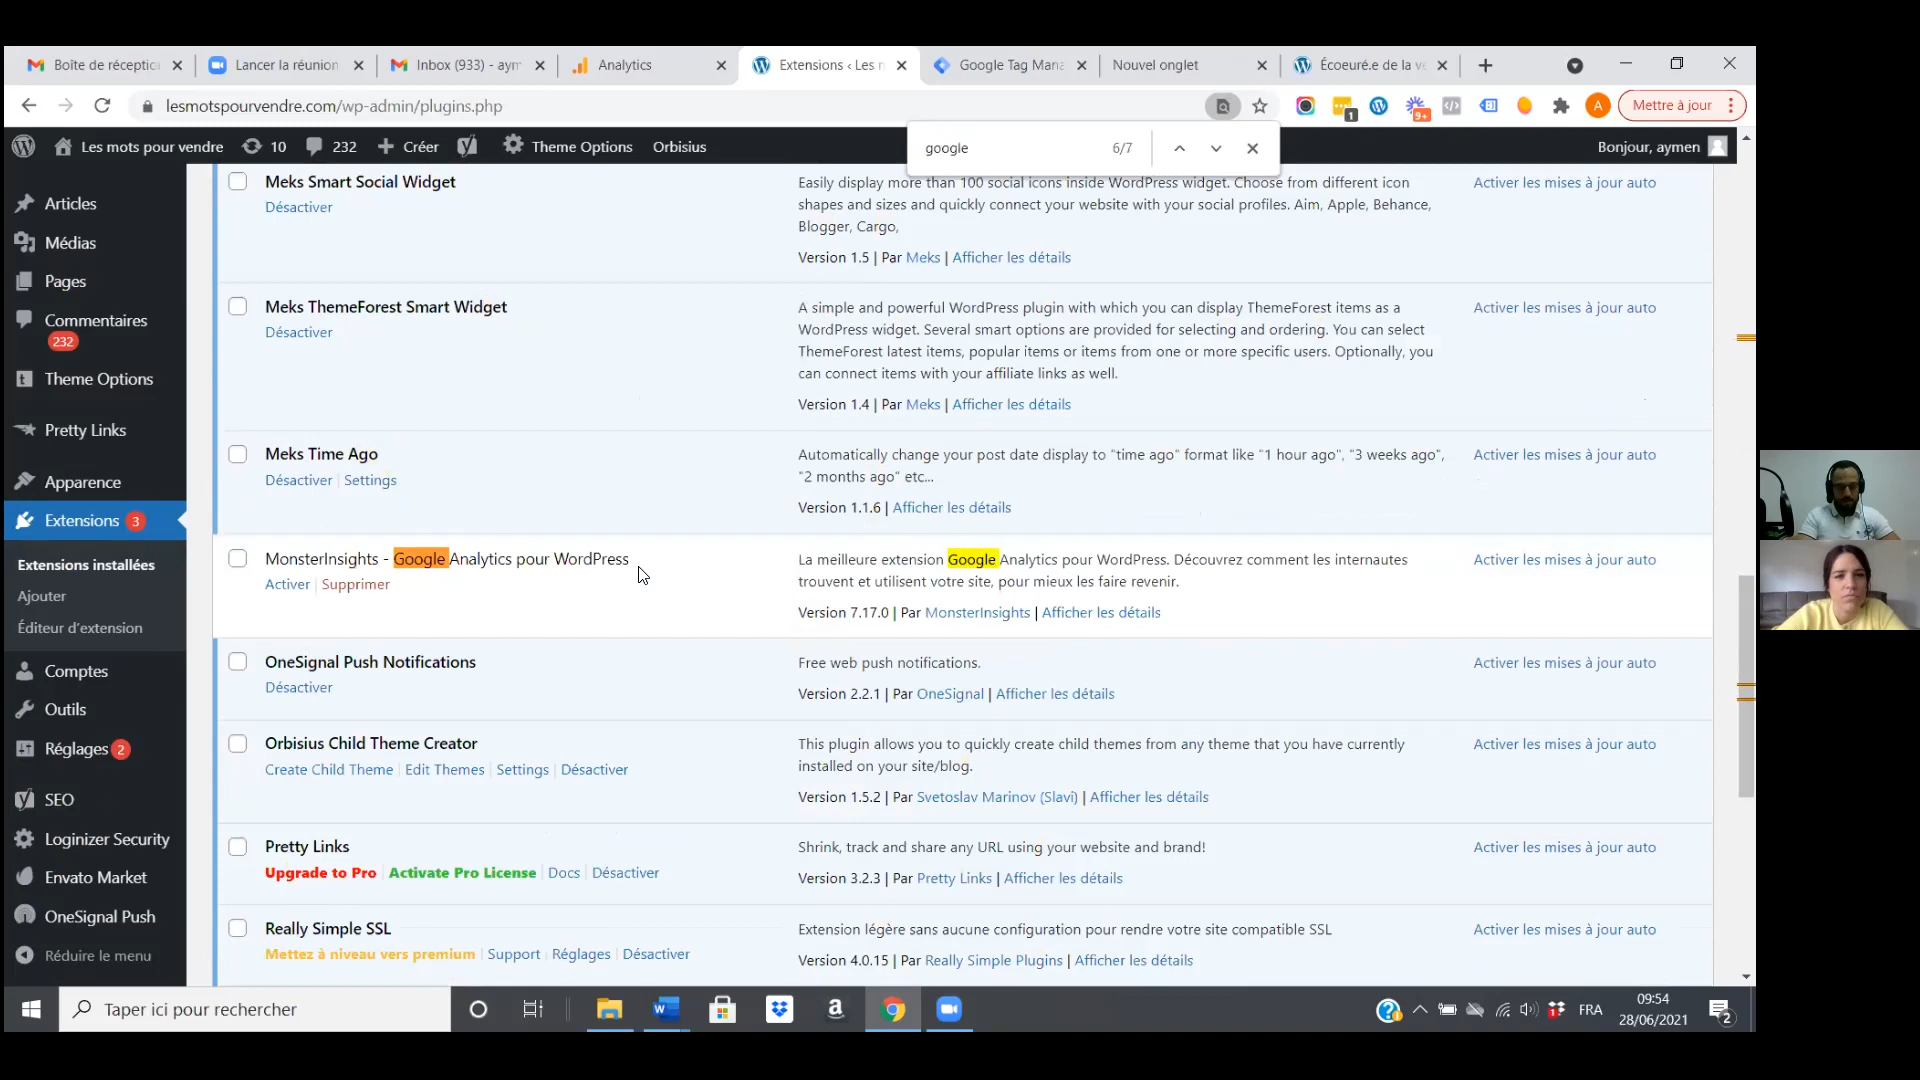 Boîte de réceptio
Lancer la réunion
Inbox (933) - aym
Analytics
Extensions ‹ Les m
Google Tag Mana
Nouvel onglet
Écoeuré.e de la ve
lesmotspourvendre.com/wp-admin/plugins.php
1
9+
A
Mettre à jour
google
6/7
Les mots pour vendre
10
232
Créer
Theme Options
Orbisius
Bonjour, aymen
Articles
Médias
Pages
Commentaires
232
Theme Options
Pretty Links
Apparence
Extensions 3
Extensions installées
Ajouter
Éditeur d'extension
Comptes
Outils
Réglages 2
SEO
Loginizer Security
Envato Market
OneSignal Push
Réduire le menu
Meks Smart Social Widget
Désactiver
Easily display more than 100 social icons inside WordPress widget. Choose from different icon
shapes and sizes and quickly connect your website with your social profiles. Aim, Apple, Behance,
Blogger, Cargo,
Version 1.5 | Par Meks | Afficher les détails
Activer les mises à jour auto
Meks ThemeForest Smart Widget
Désactiver
A simple and powerful WordPress plugin with which you can display ThemeForest items as a
WordPress widget. Several smart options are provided for selecting and ordering. You can select
ThemeForest latest items, popular items or items from one or more specific users. Optionally, you
can connect items with your affiliate links as well.
Version 1.4 | Par Meks | Afficher les détails
Activer les mises à jour auto
Meks Time Ago
Désactiver | Settings
Automatically change your post date display to "time ago" format like "1 hour ago", "3 weeks ago",
"2 months ago" etc...
Version 1.1.6 | Afficher les détails
Activer les mises à jour auto
MonsterInsights - Google Analytics pour WordPress
Activer | Supprimer
La meilleure extension Google Analytics pour WordPress. Découvrez comment les internautes
trouvent et utilisent votre site, pour mieux les faire revenir.
Version 7.17.0 | Par MonsterInsights | Afficher les détails
Activer les mises à jour auto
OneSignal Push Notifications
Désactiver
Free web push notifications.
Version 2.2.1 | Par OneSignal | Afficher les détails
Activer les mises à jour auto
Orbisius Child Theme Creator
Create Child Theme | Edit Themes | Settings | Désactiver
This plugin allows you to quickly create child themes from any theme that you have currently
installed on your site/blog.
Version 1.5.2 | Par Svetoslav Marinov (Slavi) | Afficher les détails
Activer les mises à jour auto
Pretty Links
Upgrade to Pro | Activate Pro License | Docs | Désactiver
Shrink, track and share any URL using your website and brand!
Version 3.2.3 | Par Pretty Links | Afficher les détails
Activer les mises à jour auto
Really Simple SSL
Mettez à niveau vers premium | Support | Réglages | Désactiver
Extension légère sans aucune configuration pour rendre votre site compatible SSL
Version 4.0.15 | Par Really Simple Plugins | Afficher les détails
Activer les mises à jour auto
Taper ici pour rechercher
FRA
09:54
28/06/2021
2